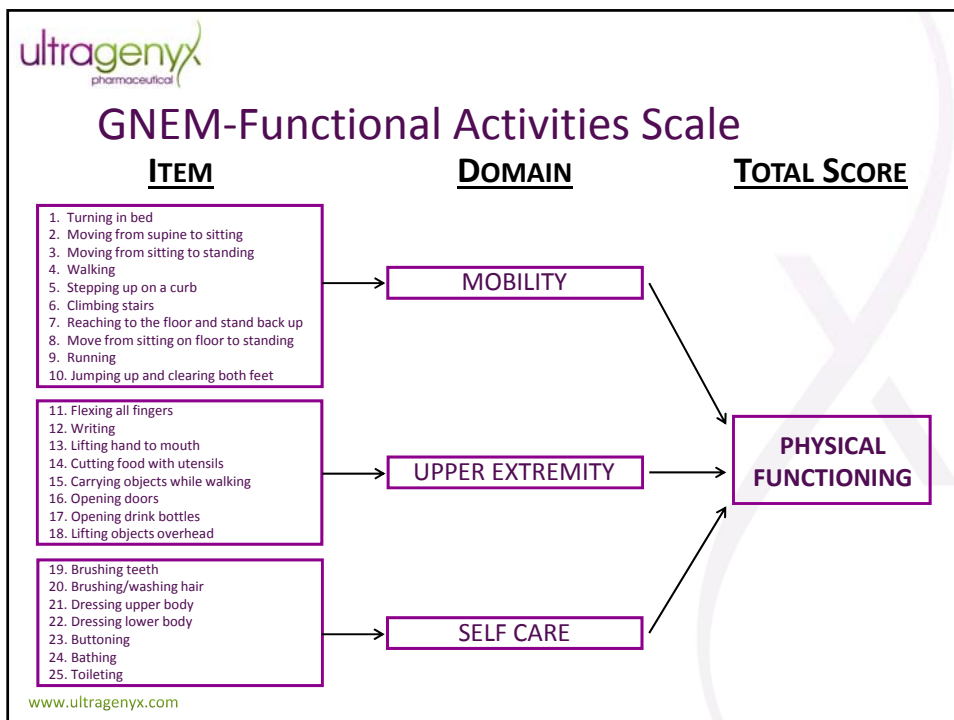 ultragenyx
pharmaceutical
GNEM-Functional Activities Scale
ITEM
DOMAIN
TOTAL SCORE
1. Turning in bed
2. Moving from supine to sitting
3. Moving from sitting to standing
4. Walking
5. Stepping up on a curb
6. Climbing stairs
7. Reaching to the floor and stand back up
8. Move from sitting on floor to standing
9. Running
10. Jumping up and clearing both feet
MOBILITY
11. Flexing all fingers
12. Writing
13. Lifting hand to mouth
14. Cutting food with utensils
15. Carrying objects while walking
16. Opening doors
17. Opening drink bottles
18. Lifting objects overhead
UPPER EXTREMITY
PHYSICAL
FUNCTIONING
19. Brushing teeth
20. Brushing/washing hair
21. Dressing upper body
22. Dressing lower body
23. Buttoning
24. Bathing
25. Toileting
SELF CARE
www.ultragenyx.com